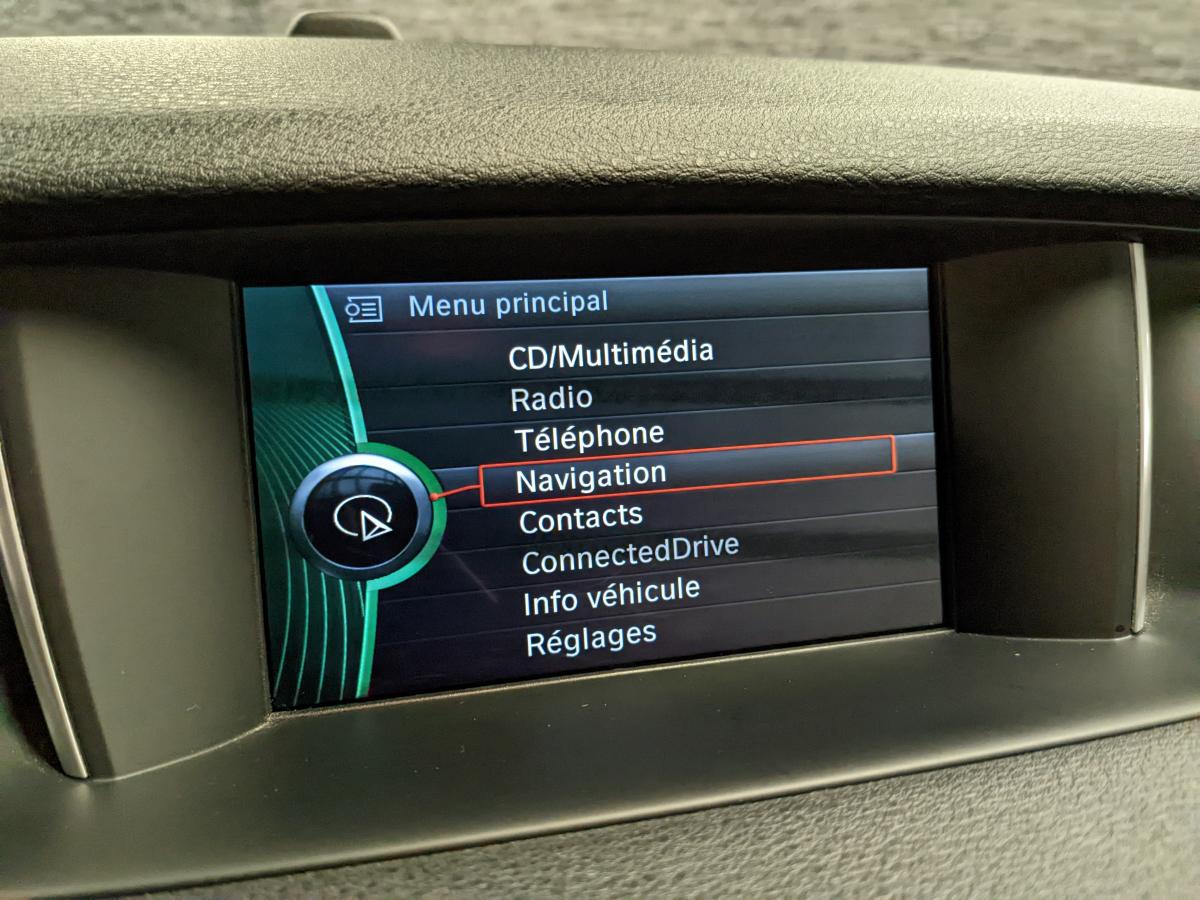 Menu principal
CD/Multimédia
Radio
Téléphone
Navigation
Contacts
ConnectedDrive
Info véhicule
Réglages